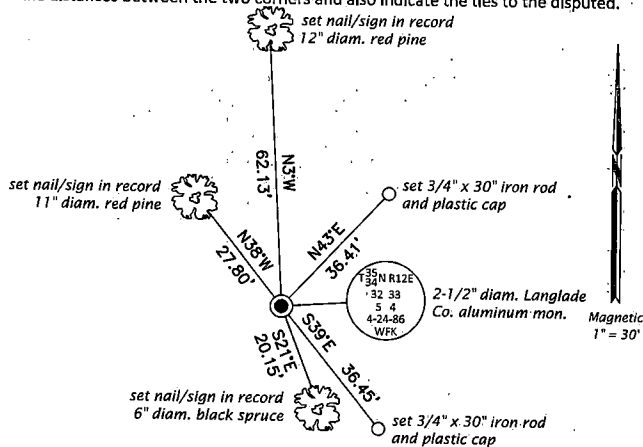 the distances between the two corners and also indicate the ties to the disputed.
set nail/sign in record
12" diam. red pine
N3°W
62.13'
set nail/sign in record
11" diam. red pine
set 3/4" x 30" iron rod
and plastic cap
N38°W
27.80'
N43°E
36.41'
T35
34N R12E
32 33
5 4
4-24-86
WFK
2-1/2" diam. Langlade
Co. aluminum mon.
N
Magnetic
1" = 30'
S39°E
36.45'
S21°E
20.15'
set nail/sign in record
6" diam. black spruce
set 3/4" x 30" iron rod
and plastic cap